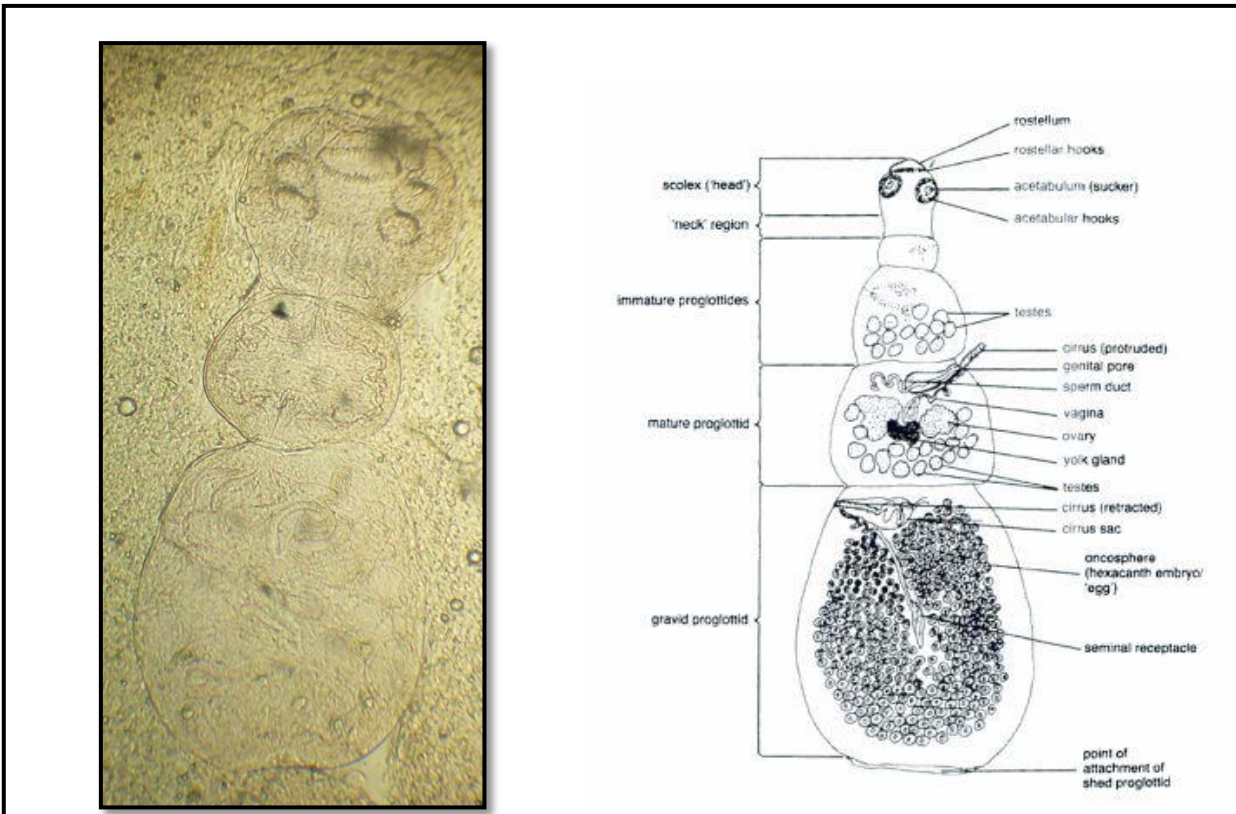 rostellum
rostellar hooks
scolex ('head')
acetabulum (sucker)
acetabular hooks
'neck' region
immature proglottides
testes
cirrus (protruded)
genital pore
sperm duct
vagina
mature proglottid
ovary
yolk gland
testes
cirrus (retracted)
cirrus sac
oncosphere
(hexacanth embryo/
'egg')
gravid proglottid
seminal receptacle
point of
attachment of
shed proglottid